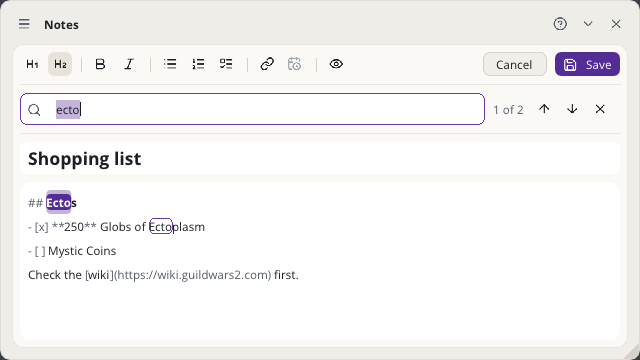 Notes
H1 H2 B I Cancel Save
ecto 1 of 2
Shopping list
## Ectos
- [x] **250** Globs of Ectoplasm
- [ ] Mystic Coins
Check the [wiki](https://wiki.guildwars2.com) first.